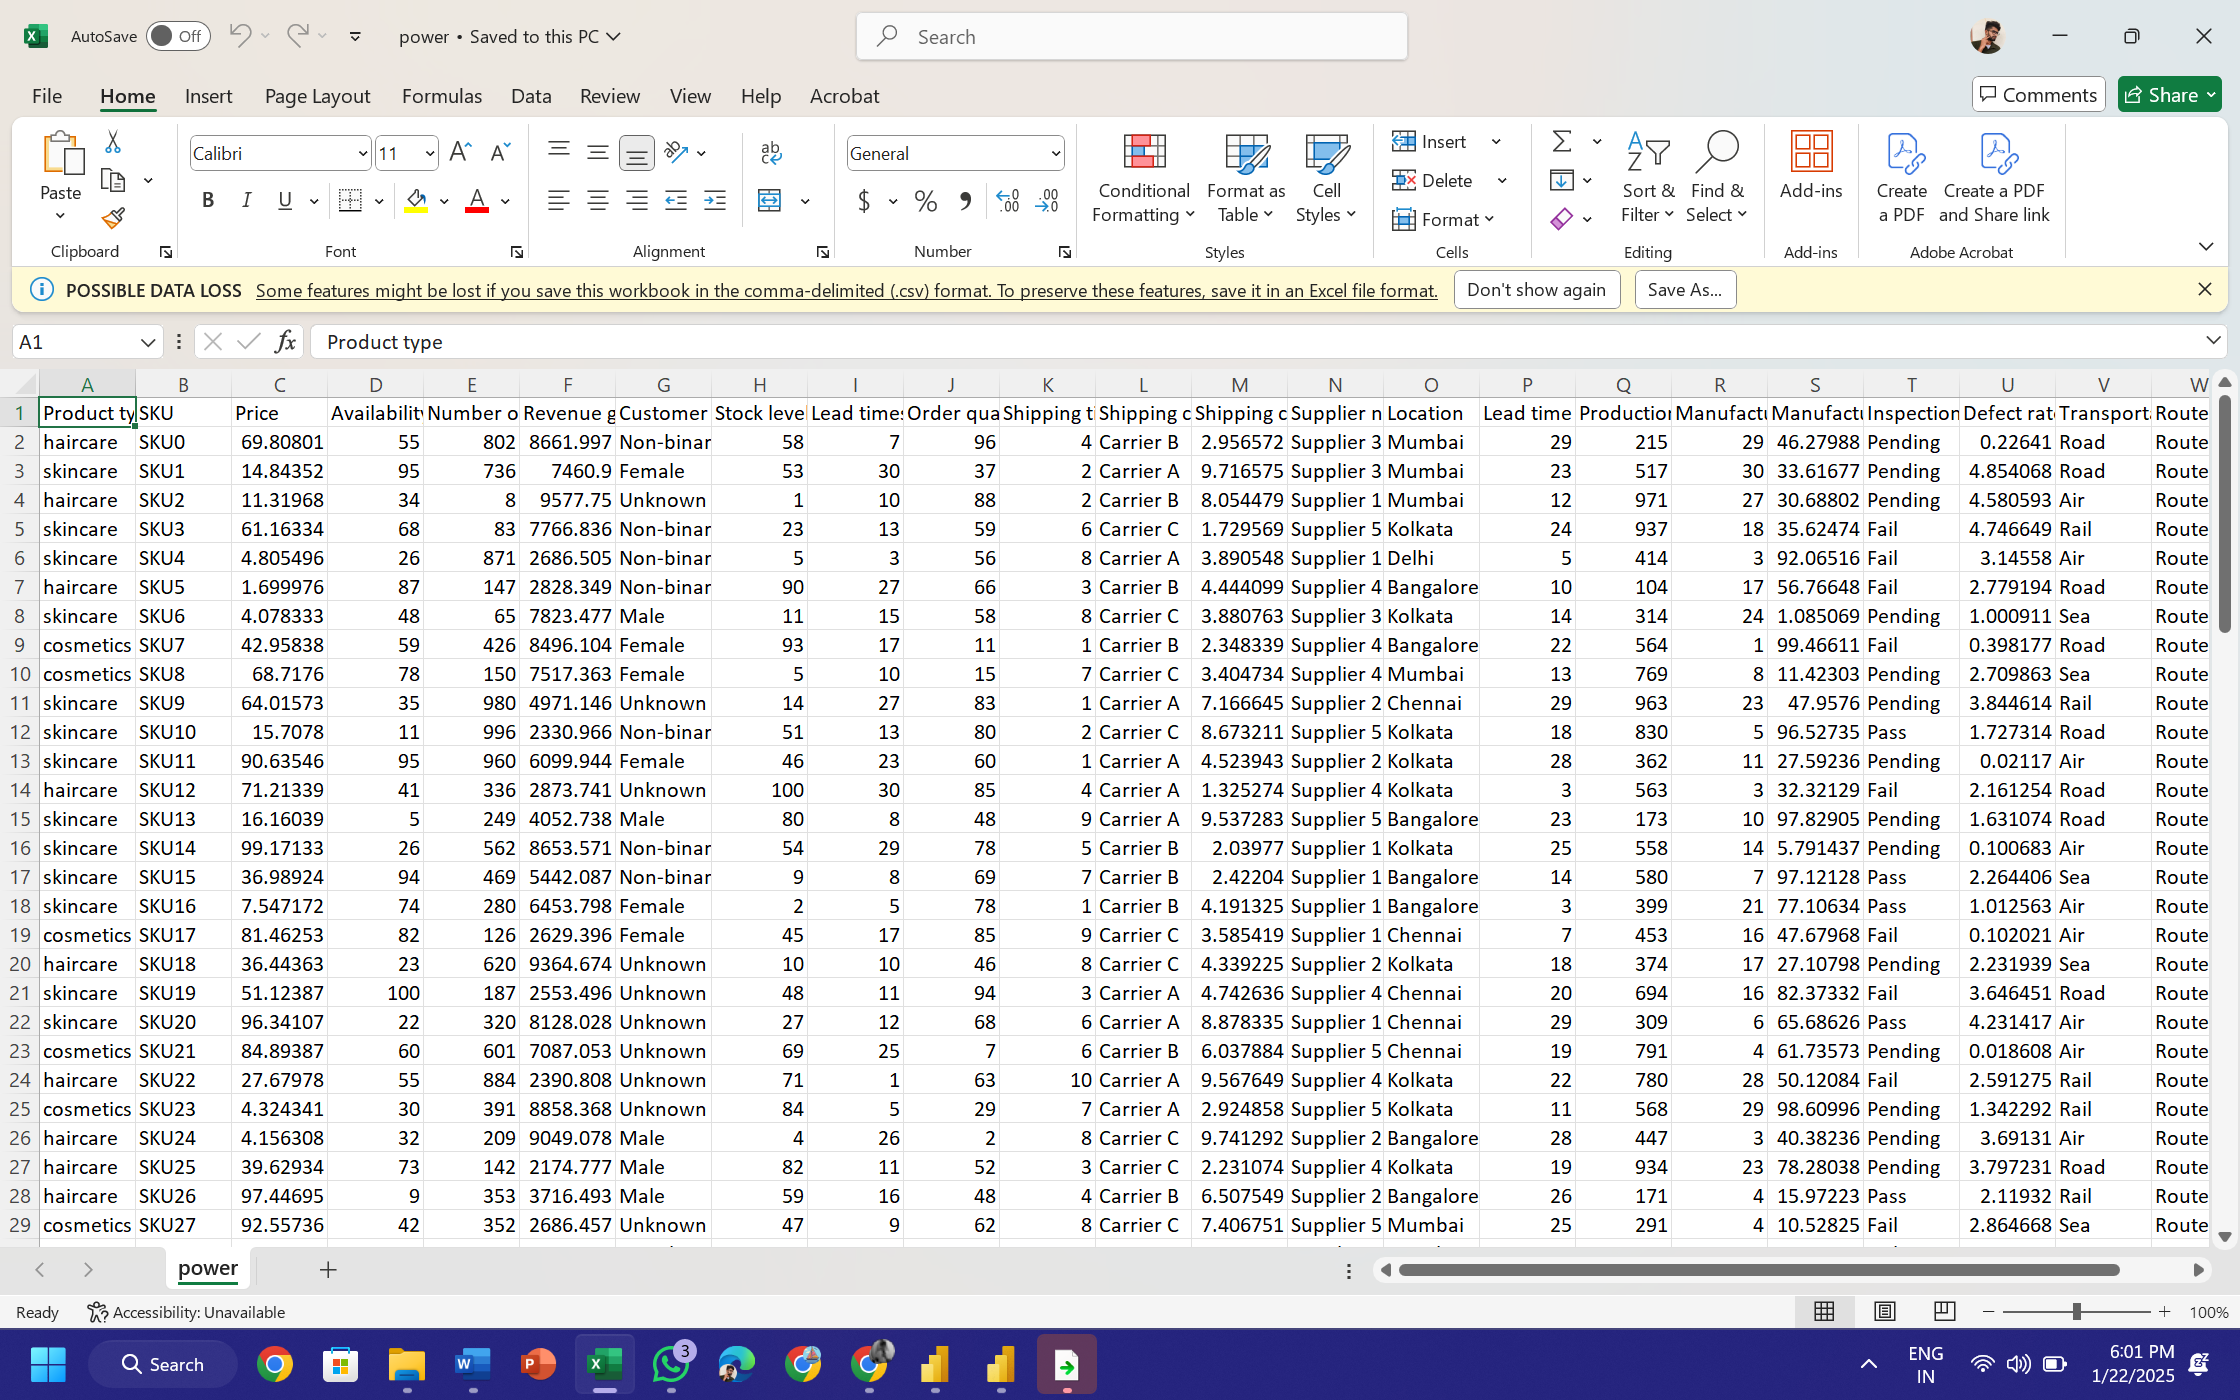 AutoSave Off power • Saved to this PC Search
File Home Insert Page Layout Formulas Data Review View Help Acrobat Comments Share
Paste Calibri 11 General Conditional Formatting Format as Table Cell Styles Insert Delete Format Sort & Filter Find & Select Add-ins Create a PDF Create a PDF and Share link
Clipboard Font Alignment Number Styles Cells Editing Add-ins Adobe Acrobat
POSSIBLE DATA LOSS Some features might be lost if you save this workbook in the comma-delimited (.csv) format. To preserve these features, save it in an Excel file format. Don't show again Save As...
A1 fx Product type
A B C D E F G H I J K L M N O P Q R S T U V W
1 Product ty SKU Price Availability Number o Revenue g Customer Stock leve Lead times Order qua Shipping t Shipping c Shipping c Supplier n Location Lead time Production Manufactu Manufactu Inspection Defect rat Transport Route
2 haircare SKU0 69.80801 55 802 8661.997 Non-binar 58 7 96 4 Carrier B 2.956572 Supplier 3 Mumbai 29 215 29 46.27988 Pending 0.22641 Road Route
3 skincare SKU1 14.84352 95 736 7460.9 Female 53 30 37 2 Carrier A 9.716575 Supplier 3 Mumbai 23 517 30 33.61677 Pending 4.854068 Road Route
4 haircare SKU2 11.31968 34 8 9577.75 Unknown 1 10 88 2 Carrier B 8.054479 Supplier 1 Mumbai 12 971 27 30.68802 Pending 4.580593 Air Route
5 skincare SKU3 61.16334 68 83 7766.836 Non-binar 23 13 59 6 Carrier C 1.729569 Supplier 5 Kolkata 24 937 18 35.62474 Fail 4.746649 Rail Route
6 skincare SKU4 4.805496 26 871 2686.505 Non-binar 5 3 56 8 Carrier A 3.890548 Supplier 1 Delhi 5 414 3 92.06516 Fail 3.14558 Air Route
7 haircare SKU5 1.699976 87 147 2828.349 Non-binar 90 27 66 3 Carrier B 4.444099 Supplier 4 Bangalore 10 104 17 56.76648 Fail 2.779194 Road Route
8 skincare SKU6 4.078333 48 65 7823.477 Male 11 15 58 8 Carrier C 3.880763 Supplier 3 Kolkata 14 314 24 1.085069 Pending 1.000911 Sea Route
9 cosmetics SKU7 42.95838 59 426 8496.104 Female 93 17 11 1 Carrier B 2.348339 Supplier 4 Bangalore 22 564 1 99.46611 Fail 0.398177 Road Route
10 cosmetics SKU8 68.7176 78 150 7517.363 Female 5 10 15 7 Carrier C 3.404734 Supplier 4 Mumbai 13 769 8 11.42303 Pending 2.709863 Sea Route
11 skincare SKU9 64.01573 35 980 4971.146 Unknown 14 27 83 1 Carrier A 7.166645 Supplier 2 Chennai 29 963 23 47.9576 Pending 3.844614 Rail Route
12 skincare SKU10 15.7078 11 996 2330.966 Non-binar 51 13 80 2 Carrier C 8.673211 Supplier 5 Kolkata 18 830 5 96.52735 Pass 1.727314 Road Route
13 skincare SKU11 90.63546 95 960 6099.944 Female 46 23 60 1 Carrier A 4.523943 Supplier 2 Kolkata 28 362 11 27.59236 Pending 0.02117 Air Route
14 haircare SKU12 71.21339 41 336 2873.741 Unknown 100 30 85 4 Carrier A 1.325274 Supplier 4 Kolkata 3 563 3 32.32129 Fail 2.161254 Road Route
15 skincare SKU13 16.16039 5 249 4052.738 Male 80 8 48 9 Carrier A 9.537283 Supplier 5 Bangalore 23 173 10 97.82905 Pending 1.631074 Road Route
16 skincare SKU14 99.17133 26 562 8653.571 Non-binar 54 29 78 5 Carrier B 2.03977 Supplier 1 Kolkata 25 558 14 5.791437 Pending 0.100683 Air Route
17 skincare SKU15 36.98924 94 469 5442.087 Non-binar 9 8 69 7 Carrier B 2.42204 Supplier 1 Bangalore 14 580 7 97.12128 Pass 2.264406 Sea Route
18 skincare SKU16 7.547172 74 280 6453.798 Female 2 5 78 1 Carrier B 4.191325 Supplier 1 Bangalore 3 399 21 77.10634 Pass 1.012563 Air Route
19 cosmetics SKU17 81.46253 82 126 2629.396 Female 45 17 85 9 Carrier C 3.585419 Supplier 1 Chennai 7 453 16 47.67968 Fail 0.102021 Air Route
20 haircare SKU18 36.44363 23 620 9364.674 Unknown 10 10 46 8 Carrier C 4.339225 Supplier 2 Kolkata 18 374 17 27.10798 Pending 2.231939 Sea Route
21 skincare SKU19 51.12387 100 187 2553.496 Unknown 48 11 94 3 Carrier A 4.742636 Supplier 4 Chennai 20 694 16 82.37332 Fail 3.646451 Road Route
22 skincare SKU20 96.34107 22 320 8128.028 Unknown 27 12 68 6 Carrier A 8.878335 Supplier 1 Chennai 29 309 6 65.68626 Pass 4.231417 Air Route
23 cosmetics SKU21 84.89387 60 601 7087.053 Unknown 69 25 7 6 Carrier B 6.037884 Supplier 5 Chennai 19 791 4 61.73573 Pending 0.018608 Air Route
24 haircare SKU22 27.67978 55 884 2390.808 Unknown 71 1 63 10 Carrier A 9.567649 Supplier 4 Kolkata 22 780 28 50.12084 Fail 2.591275 Rail Route
25 cosmetics SKU23 4.324341 30 391 8858.368 Unknown 84 5 29 7 Carrier A 2.924858 Supplier 5 Kolkata 11 568 29 98.60996 Pending 1.342292 Rail Route
26 haircare SKU24 4.156308 32 209 9049.078 Male 4 26 2 8 Carrier C 9.741292 Supplier 2 Bangalore 28 447 3 40.38236 Pending 3.69131 Air Route
27 haircare SKU25 39.62934 73 142 2174.777 Male 82 11 52 3 Carrier C 2.231074 Supplier 4 Kolkata 19 934 23 78.28038 Pending 3.797231 Road Route
28 haircare SKU26 97.44695 9 353 3716.493 Male 59 16 48 4 Carrier B 6.507549 Supplier 2 Bangalore 26 171 4 15.97223 Pass 2.11932 Rail Route
29 cosmetics SKU27 92.55736 42 352 2686.457 Unknown 47 9 62 8 Carrier C 7.406751 Supplier 5 Mumbai 25 291 4 10.52825 Fail 2.864668 Sea Route
power
Ready Accessibility: Unavailable 100%
Search 3 ENG IN 6:01 PM 1/22/2025